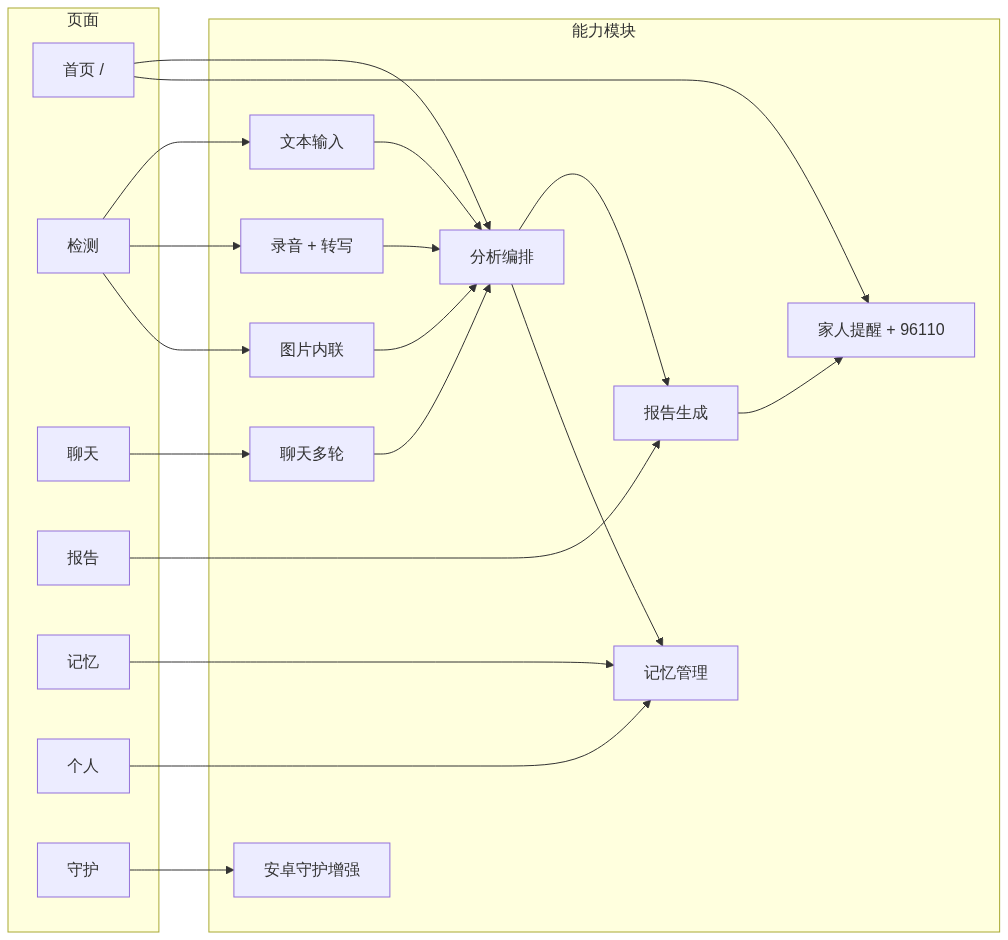 页面
能力模块
首页 /
文本输入
检测
录音 + 转写
分析编排
图片内联
家人提醒 + 96110
报告生成
聊天
聊天多轮
报告
记忆
记忆管理
个人
守护
安卓守护增强